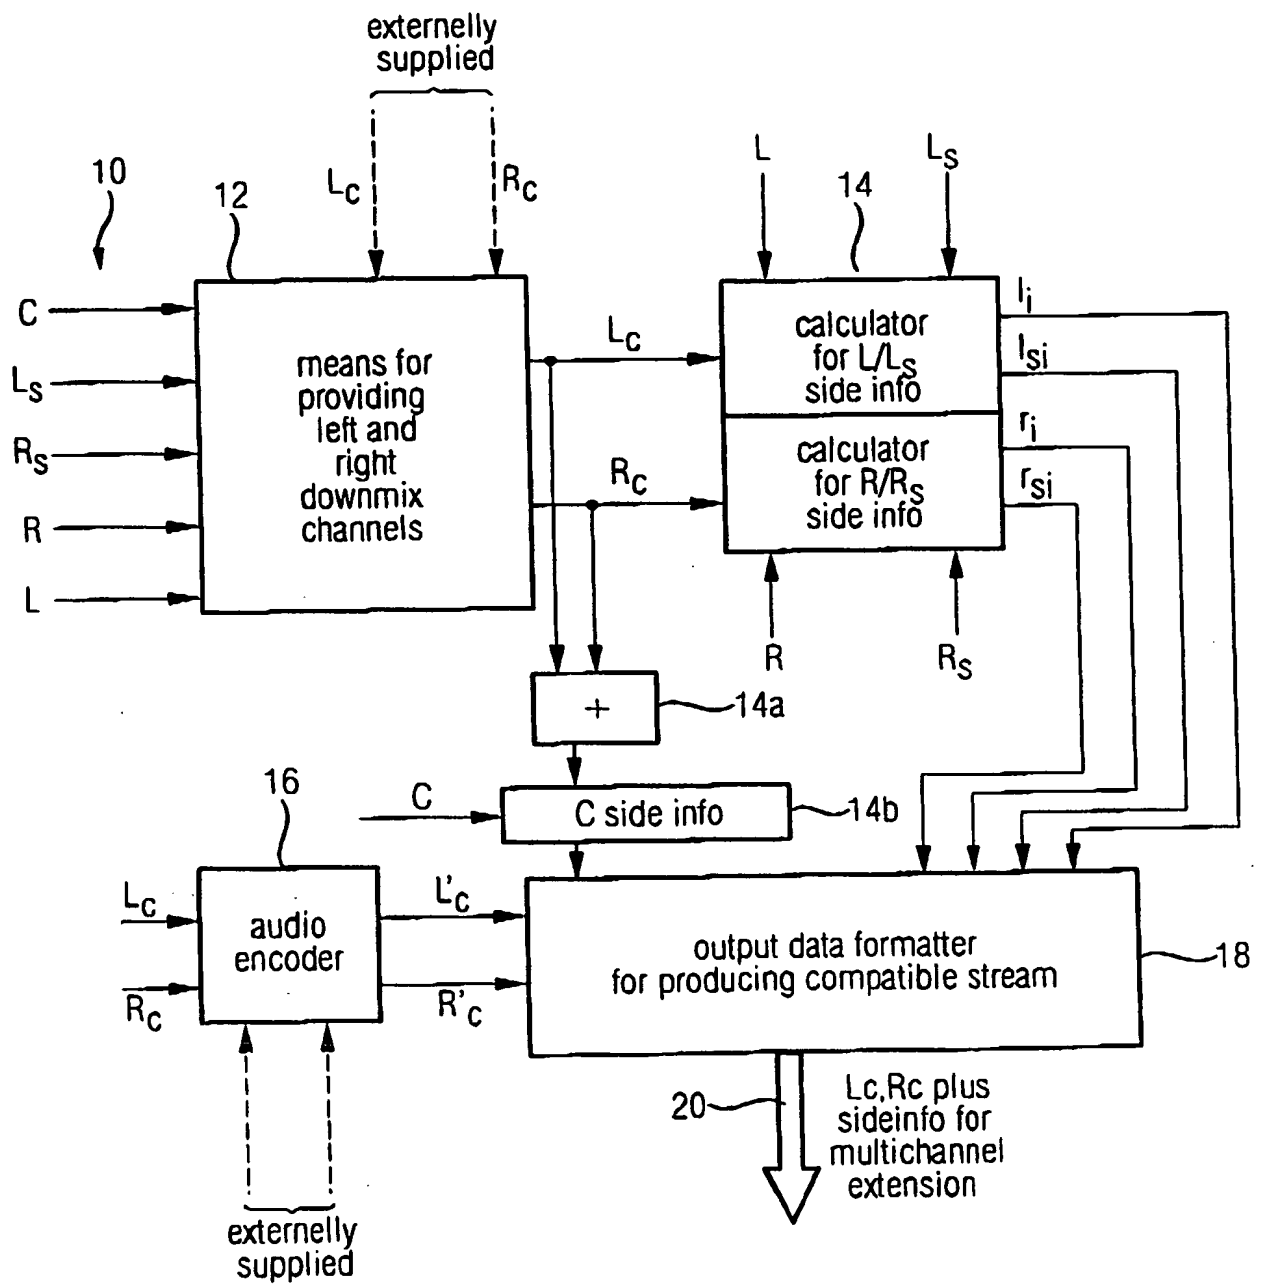 externelly
supplied
10
12
Lc
Rc
L
Ls
14
C
Ls
Rs
R
L
means for
providing
left and
right
downmix
channels
Lc
Rc
calculator
for L/Ls
side info
calculator
for R/Rs
side info
li
lsi
ri
rsi
R
Rs
+
14a
C
C side info
14b
16
Lc
Rc
audio
encoder
L'c
R'c
output data formatter
for producing compatible stream
18
20
Lc,Rc plus
sideinfo for
multichannel
extension
externelly
supplied